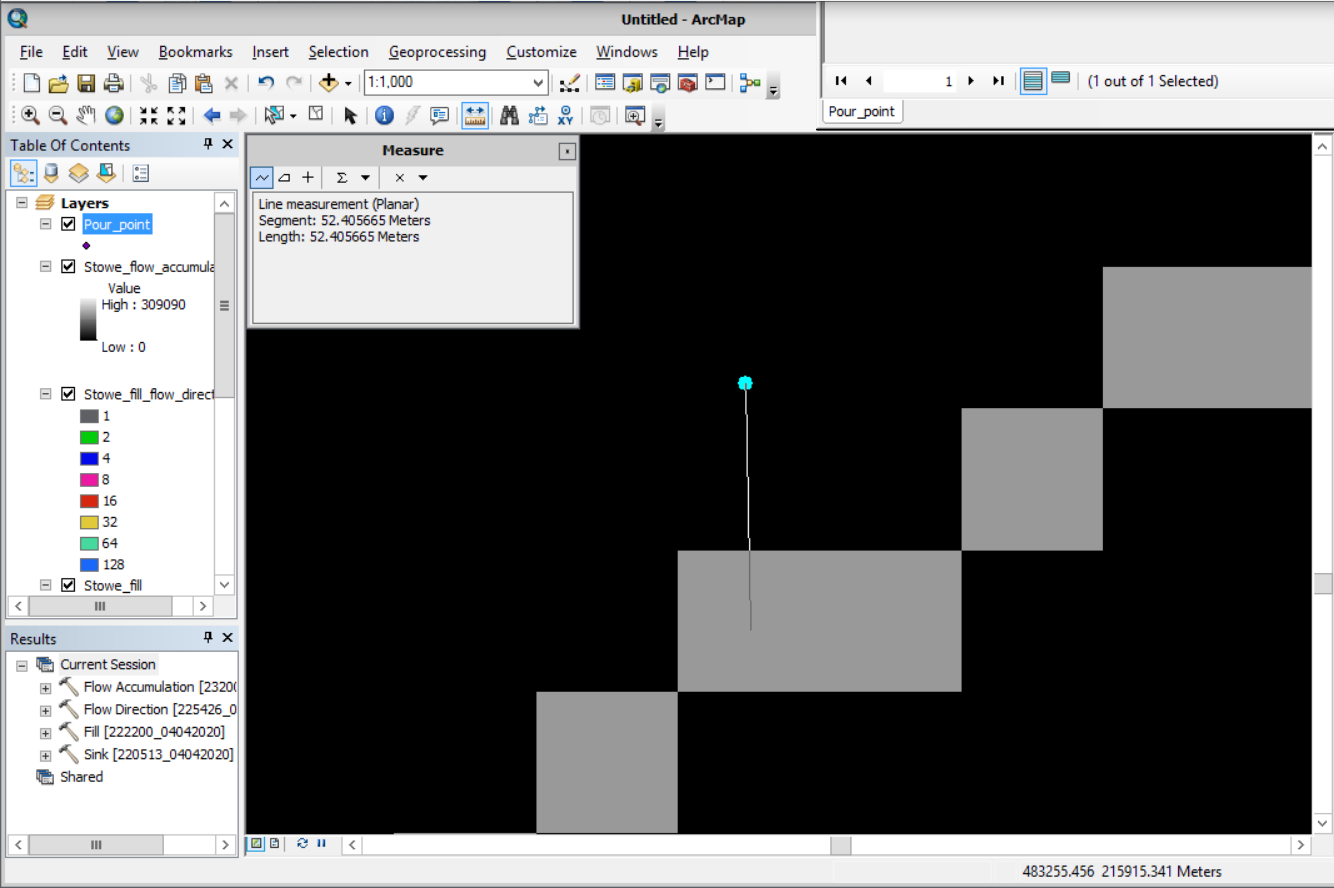 Untitled - ArcMap
File Edit View Bookmarks Insert Selection Geoprocessing Customize Windows Help
1:1,000
1 (1 out of 1 Selected)
Pour_point
XY
Table Of Contents
Layers
Pour_point
Stowe_flow_accumula
Value
High : 309090
Low : 0
Stowe_fill_flow_direct
1
2
4
8
16
32
64
128
Stowe_fill
Measure
Line measurement (Planar)
Segment: 52.405665 Meters
Length: 52.405665 Meters
Results
Current Session
Flow Accumulation [2320
Flow Direction [225426_0
Fill [222200_04042020]
Sink [220513_04042020]
Shared
483255.456 215915.341 Meters